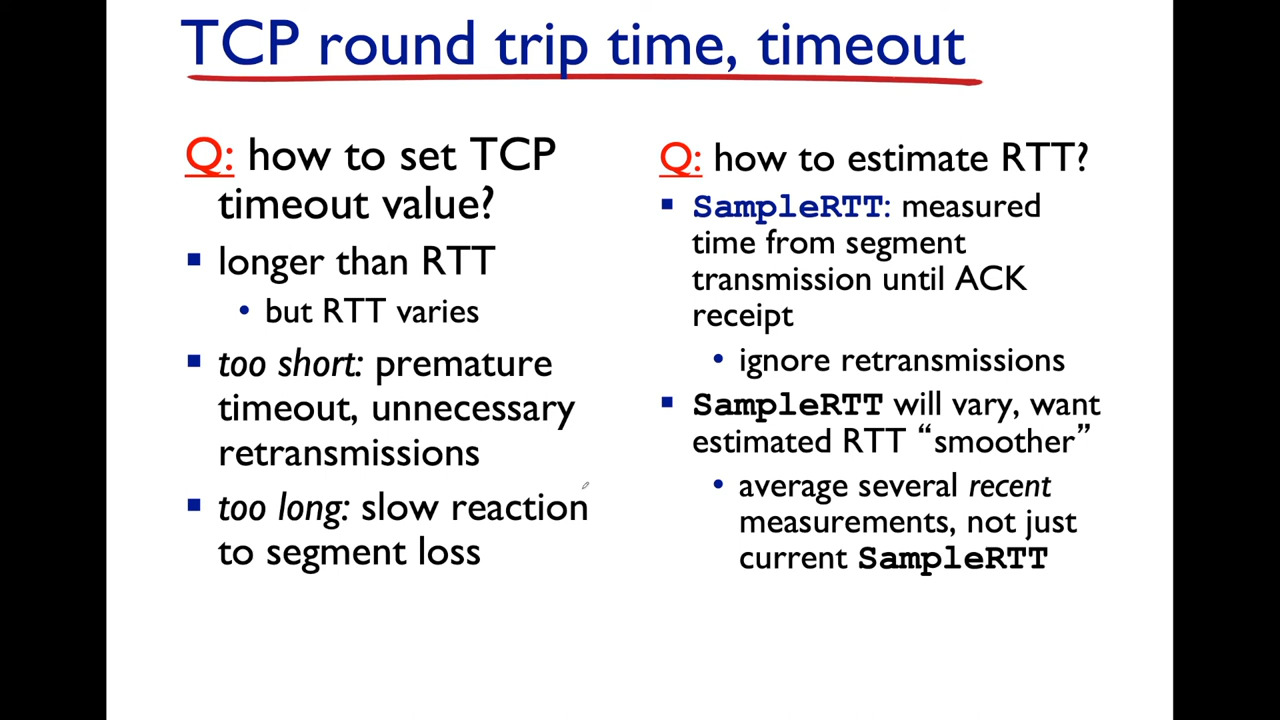 TCP round trip time, timeout
Q: how to set TCP
timeout value?
▪ longer than RTT
• but RTT varies
▪ too short: premature
timeout, unnecessary
retransmissions
▪ too long: slow reaction
to segment loss
Q: how to estimate RTT?
▪ SampleRTT: measured
time from segment
transmission until ACK
receipt
• ignore retransmissions
▪ SampleRTT will vary, want
estimated RTT “smoother”
• average several recent
measurements, not just
current SampleRTT